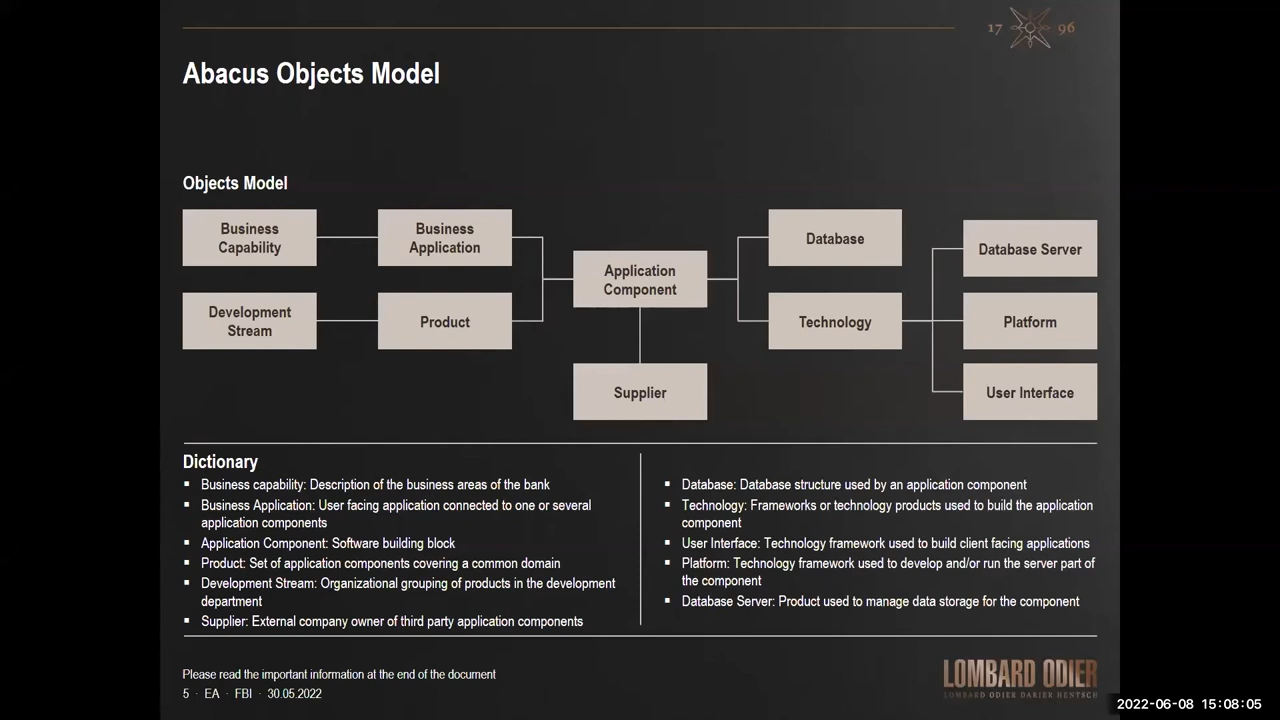 17 96
Abacus Objects Model
Objects Model
Business
Capability
Business
Application
Application
Component
Database
Database Server
Development
Stream
Product
Technology
Platform
Supplier
User Interface
Dictionary
▪ Business capability: Description of the business areas of the bank
▪ Business Application: User facing application connected to one or several
application components
▪ Application Component: Software building block
▪ Product: Set of application components covering a common domain
▪ Development Stream: Organizational grouping of products in the development
department
▪ Supplier: External company owner of third party application components
▪ Database: Database structure used by an application component
▪ Technology: Frameworks or technology products used to build the application
component
▪ User Interface: Technology framework used to build client facing applications
▪ Platform: Technology framework used to develop and/or run the server part of
the component
▪ Database Server: Product used to manage data storage for the component
Please read the important information at the end of the document
5 · EA · FBI · 30.05.2022
LOMBARD ODIER
LOMBARD ODIER DARIER HENTSCH
2022-06-08 15:08:05